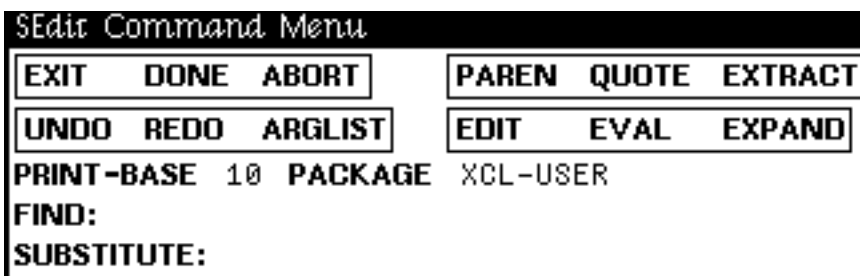 SEdit Command Menu
EXIT DONE ABORT PAREN QUOTE EXTRACT
UNDO REDO ARGLIST EDIT EVAL EXPAND
PRINT-BASE 10 PACKAGE XCL-USER
FIND:
SUBSTITUTE: